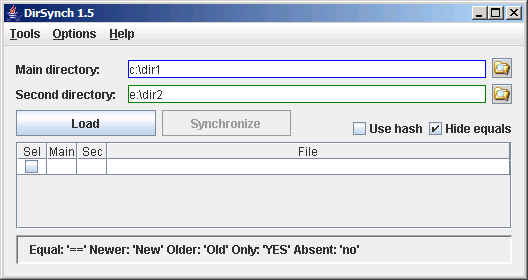 DirSynch 1.5
Tools Options Help
Main directory: c:\dir1
Second directory: e:\dir2
Load Synchronize Use hash Hide equals
Sel Main Sec File
Equal: '==' Newer: 'New' Older: 'Old' Only: 'YES' Absent: 'no'